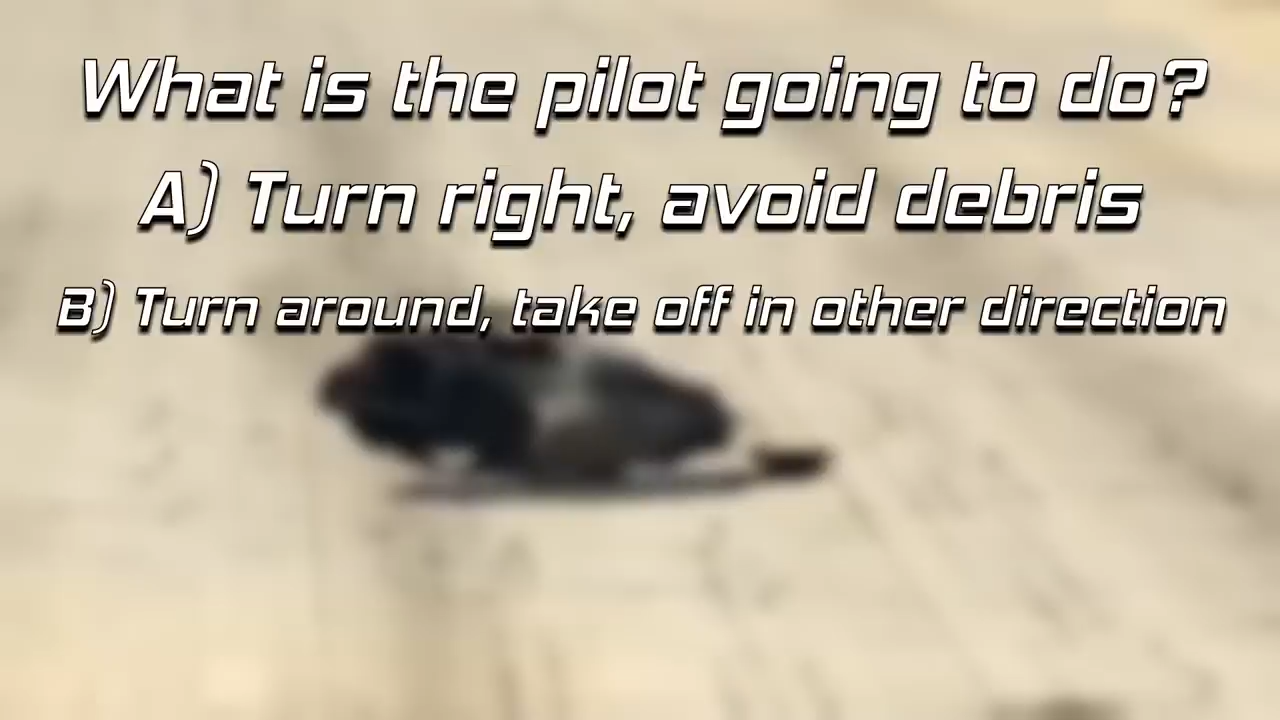 What is the pilot going to do?
A) Turn right, avoid debris
B) Turn around, take off in other direction